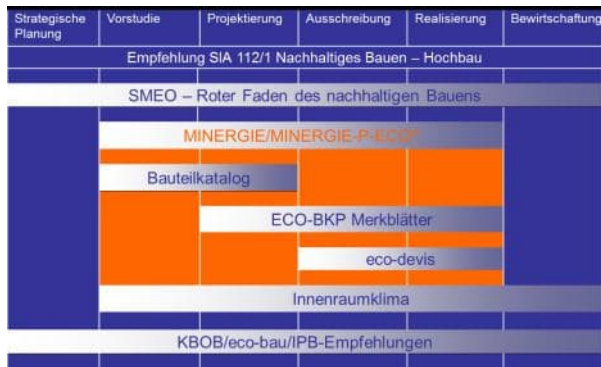 Strategische
Planung
Vorstudie
Projektierung
Ausschreibung
Realisierung
Bewirtschaftung
Empfehlung SIA 112/1 Nachhaltiges Bauen – Hochbau
SMEO – Roter Faden des nachhaltigen Bauens
MINERGIE/MINERGIE-P-ECO®
Bauteilkatalog
ECO-BKP Merkblätter
eco-devis
Innenraumklima
KBOB/eco-bau/IPB-Empfehlungen